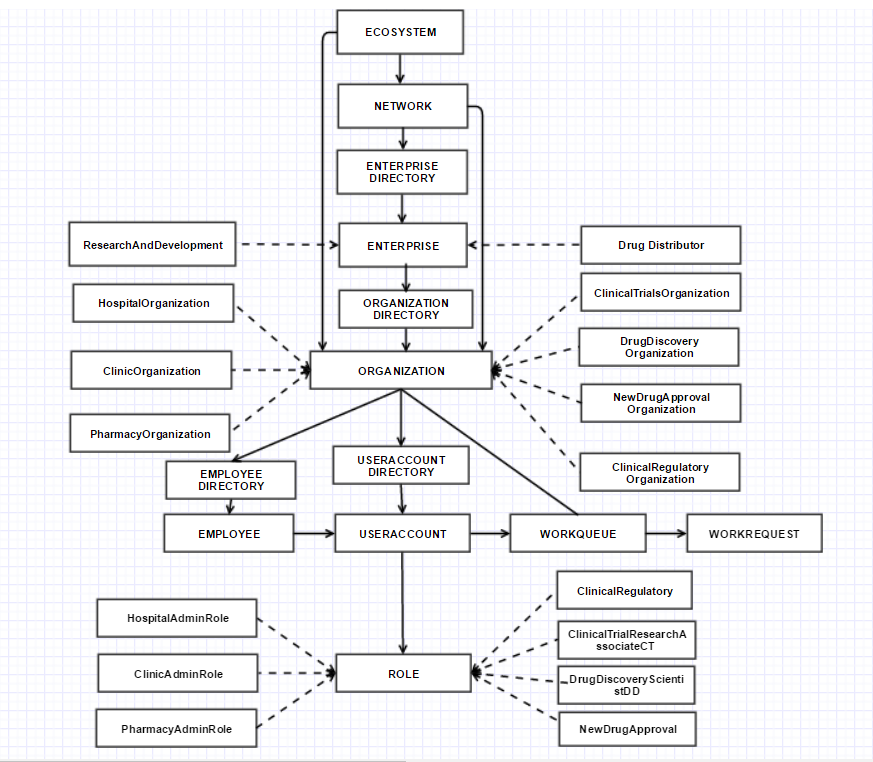 ECOSYSTEM
NETWORK
ENTERPRISE
DIRECTORY
ResearchAndDevelopment
ENTERPRISE
Drug Distributor
HospitalOrganization
ORGANIZATION
DIRECTORY
ClinicalTrialsOrganization
ClinicOrganization
ORGANIZATION
DrugDiscovery
Organization
PharmacyOrganization
NewDrugApproval
Organization
EMPLOYEE
DIRECTORY
USERACCOUNT
DIRECTORY
ClinicalRegulatory
Organization
EMPLOYEE
USERACCOUNT
WORKQUEUE
WORKREQUEST
HospitalAdminRole
ClinicalRegulatory
ClinicalTrialResearchA
ssociateCT
ClinicAdminRole
ROLE
DrugDiscoveryScienti
stDD
PharmacyAdminRole
NewDrugApproval